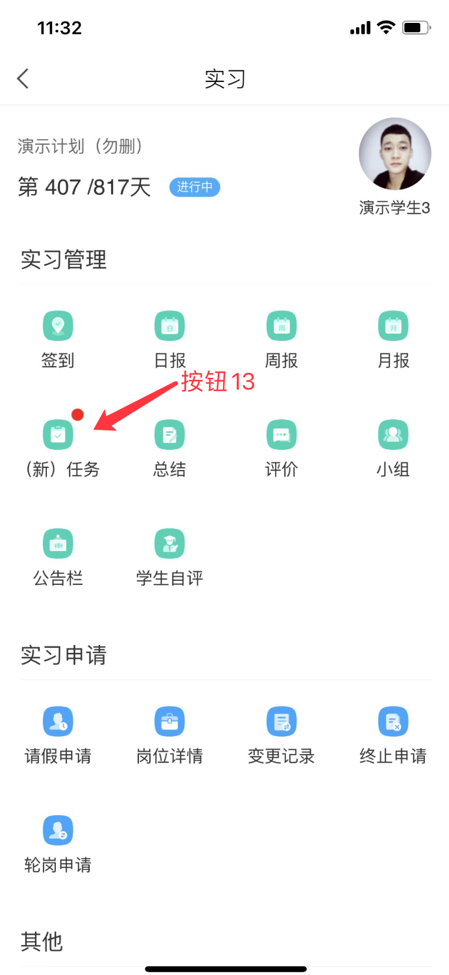 11:32
实习
演示计划（勿删）
第 407 /817天 进行中
演示学生3
实习管理
签到 日报 周报 月报
按钮13
（新）任务 总结 评价 小组
公告栏 学生自评
实习申请
请假申请 岗位详情 变更记录 终止申请
轮岗申请
其他